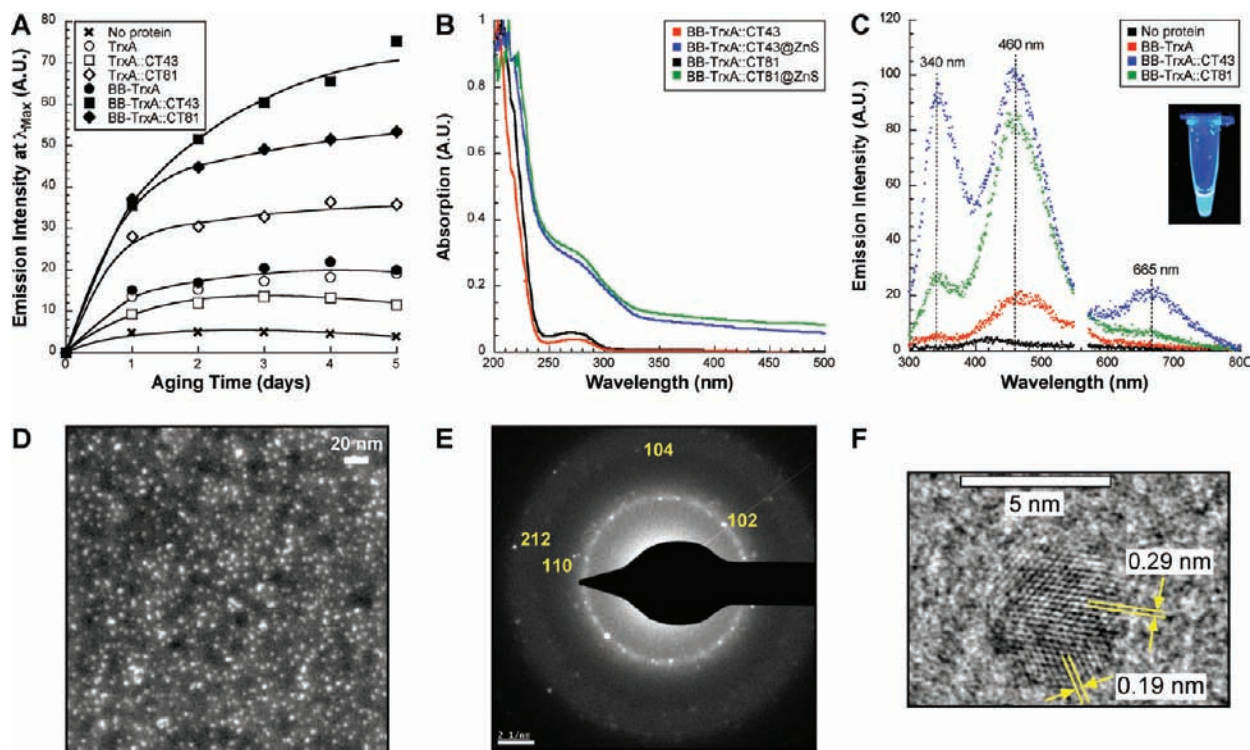 A
Emission Intensity at λMax (A.U.)
80
70
60
50
40
30
20
10
0
No protein
TrxA
TrxA::CT43
TrxA::CT81
BB-TrxA
BB-TrxA::CT43
BB-TrxA::CT81
0 1 2 3 4 5
Aging Time (days)
B
Absorption (A.U.)
1
0.8
0.6
0.4
0.2
0
BB-TrxA::CT43
BB-TrxA::CT43@ZnS
BB-TrxA::CT81
BB-TrxA::CT81@ZnS
200 250 300 350 400 450 500
Wavelength (nm)
C
Emission Intensity (A.U.)
120
100
80
60
40
20
0
340 nm
460 nm
665 nm
No protein
BB-TrxA
BB-TrxA::CT43
BB-TrxA::CT81
300 400 500 600 700 800
Wavelength (nm)
D
20 nm
E
104
102
212
110
2 1/nm
F
5 nm
0.29 nm
0.19 nm